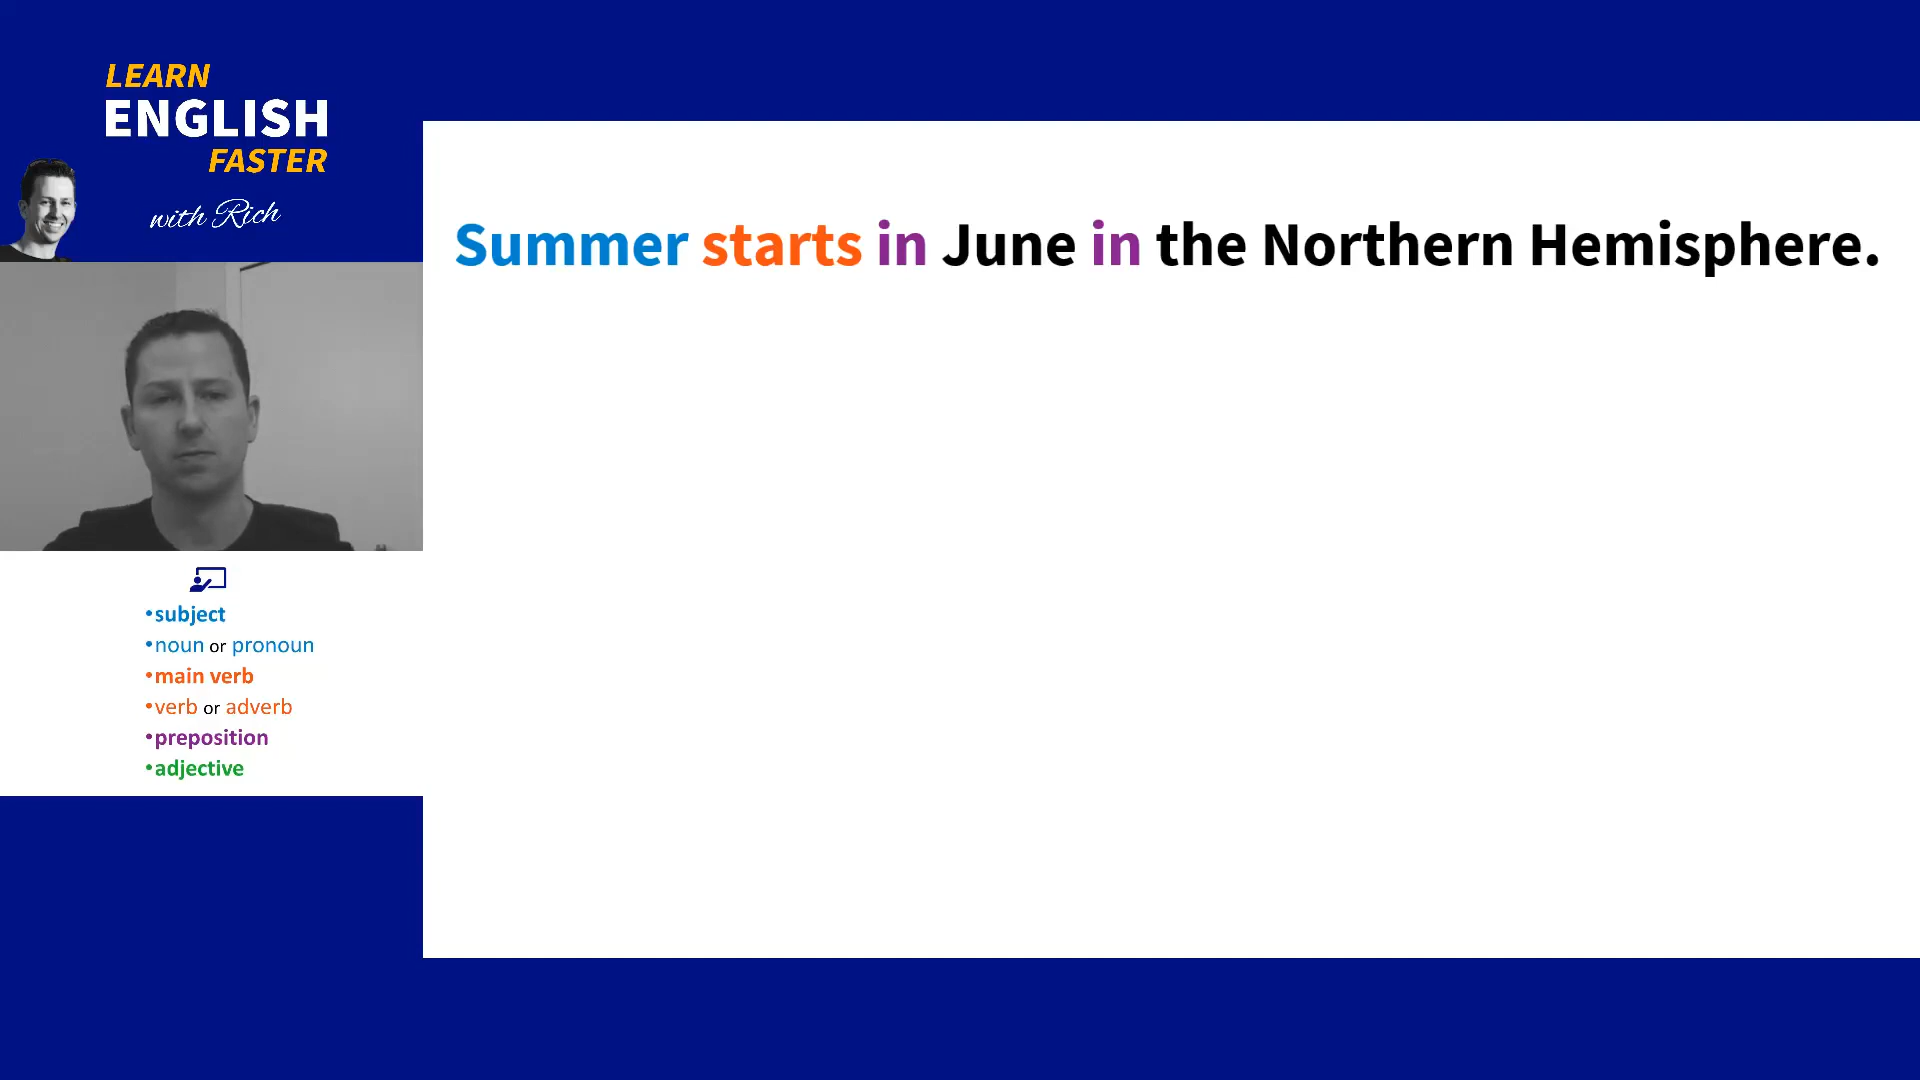 LEARN
ENGLISH
FASTER
with Rich
Summer starts in June in the Northern Hemisphere.
•subject
•noun or pronoun
•main verb
•verb or adverb
•preposition
•adjective